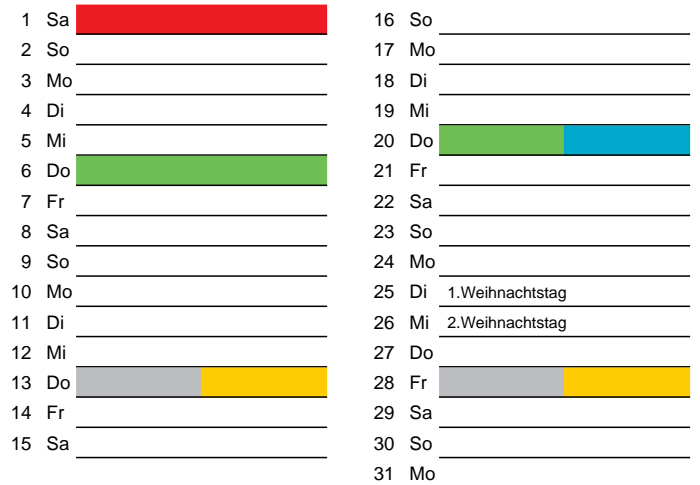 1 Sa
2 So
3 Mo
4 Di
5 Mi
6 Do
7 Fr
8 Sa
9 So
10 Mo
11 Di
12 Mi
13 Do
14 Fr
15 Sa
16 So
17 Mo
18 Di
19 Mi
20 Do
21 Fr
22 Sa
23 So
24 Mo
25 Di 1.Weihnachtstag
26 Mi 2.Weihnachtstag
27 Do
28 Fr
29 Sa
30 So
31 Mo